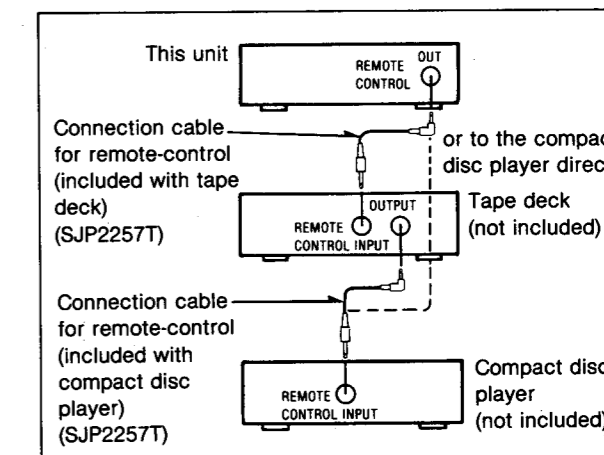 This unit
REMOTE OUT
CONTROL
Connection cable
for remote-control
(included with tape
deck)
(SJP2257T)
or to the compac
disc player direc
OUTPUT
REMOTE
CONTROL INPUT
Tape deck
(not included)
Connection cable
for remote-control
(included with
compact disc
player)
(SJP2257T)
REMOTE
CONTROL INPUT
Compact disc
player
(not included)